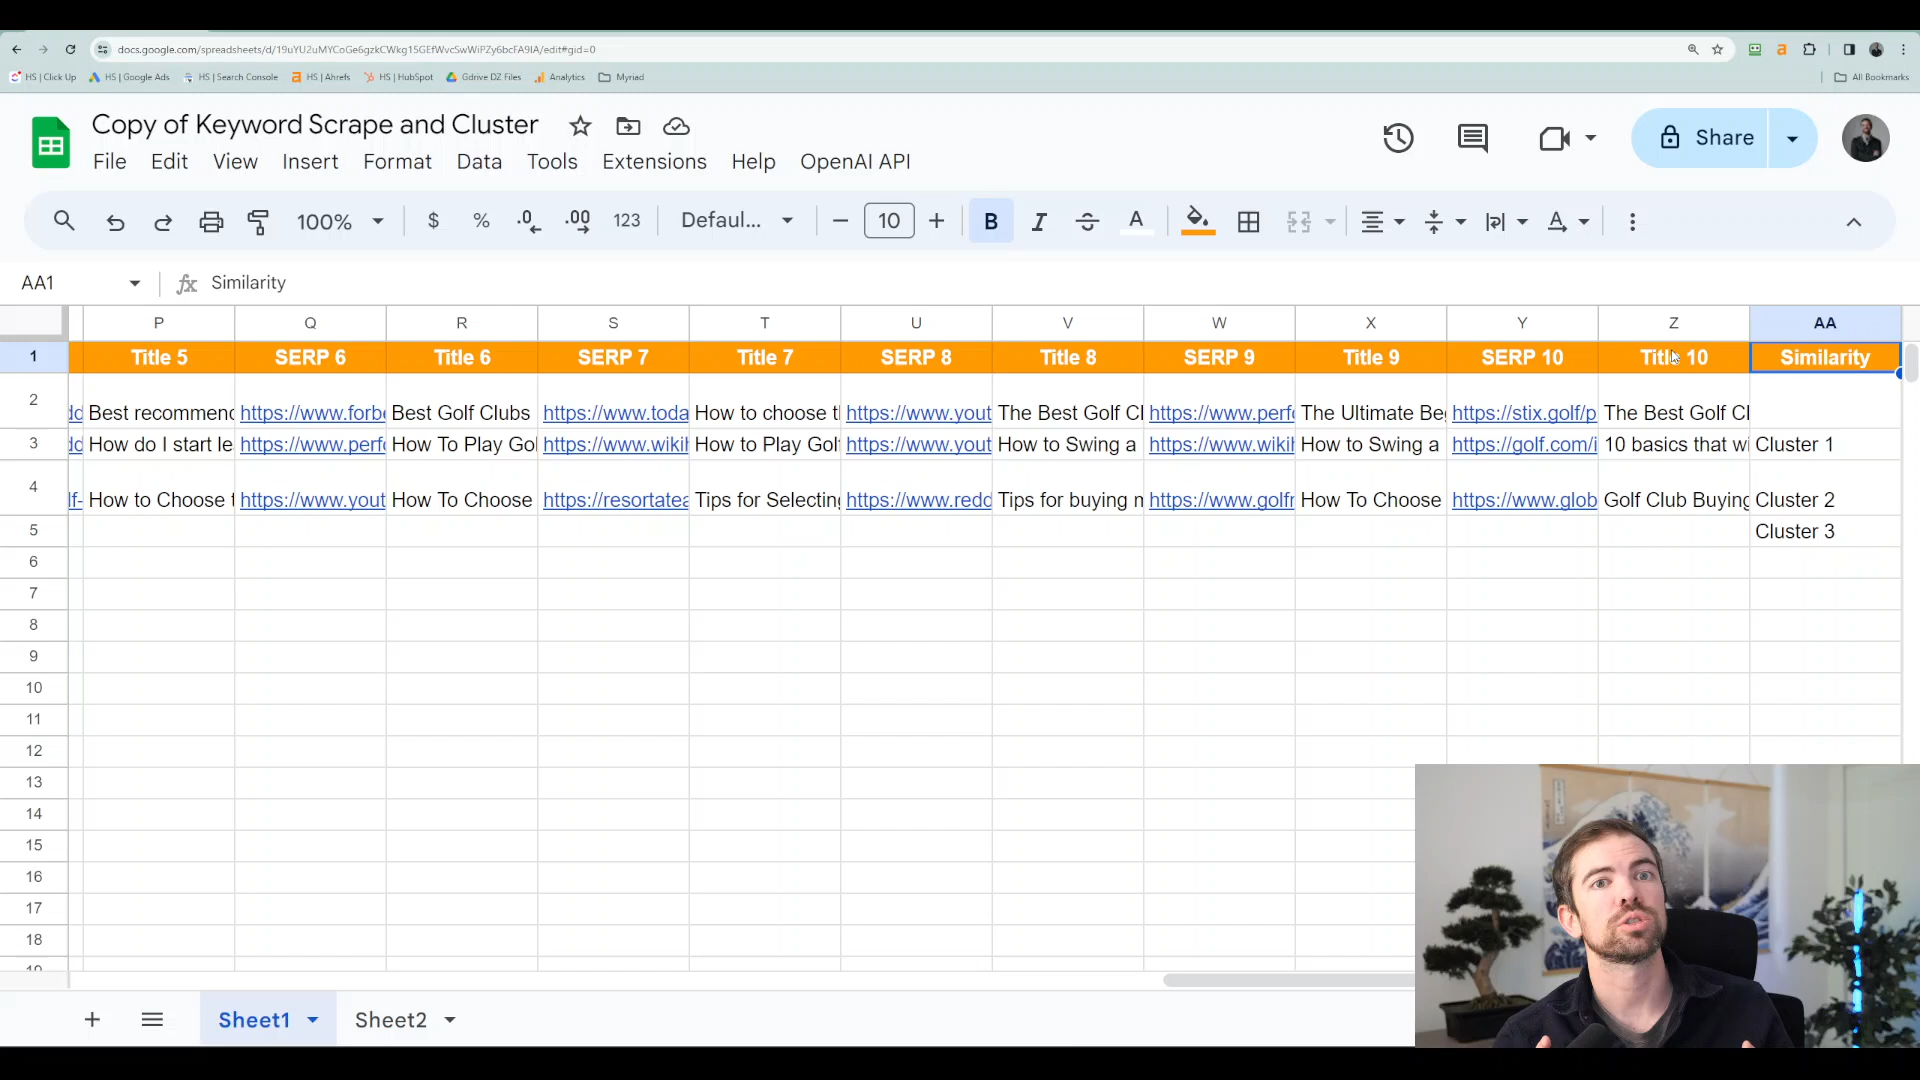 docs.google.com/spreadsheets/d/19uYU2uMYCoGe6gzkCWkg15GEfWvcSwWiPZy6bcFA9IA/edit#gid=0
HS | Click Up HS | Google Ads HS | Search Console HS | Ahrefs HS | HubSpot Gdrive DZ Files Analytics Myriad All Bookmarks
Copy of Keyword Scrape and Cluster
Share
File Edit View Insert Format Data Tools Extensions Help OpenAI API
100% $ % .0 .00 123 Defaul... 10 B I A
AA1 Similarity
P Q R S T U V W X Y Z AA
1 Title 5 SERP 6 Title 6 SERP 7 Title 7 SERP 8 Title 8 SERP 9 Title 9 SERP 10 Title 10 Similarity
2 Best recommend https://www.forbe Best Golf Clubs https://www.toda How to choose t https://www.yout The Best Golf Cl https://www.perf The Ultimate Be https://stix.golf/p The Best Golf Cl
3 How do I start le https://www.perf How To Play Gol https://www.wikil How to Play Golf https://www.yout How to Swing a https://www.wikil How to Swing a https://golf.com/i 10 basics that wi Cluster 1
4 lf- How to Choose t https://www.yout How To Choose https://resortatea Tips for Selecting https://www.redd Tips for buying n https://www.golfr How To Choose https://www.glob Golf Club Buying Cluster 2
5 Cluster 3
6
7
8
9
10
11
12
13
14
15
16
17
18
Sheet1 Sheet2